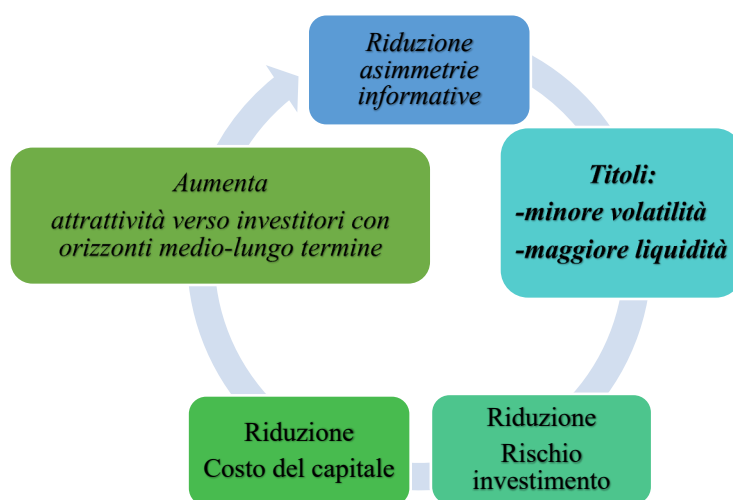 Riduzione
asimmetrie
informative
Titoli:
-minore volatilità
-maggiore liquidità
Riduzione
Rischio
investimento
Riduzione
Costo del capitale
Aumenta
attrattività verso investitori con
orizzonti medio-lungo termine